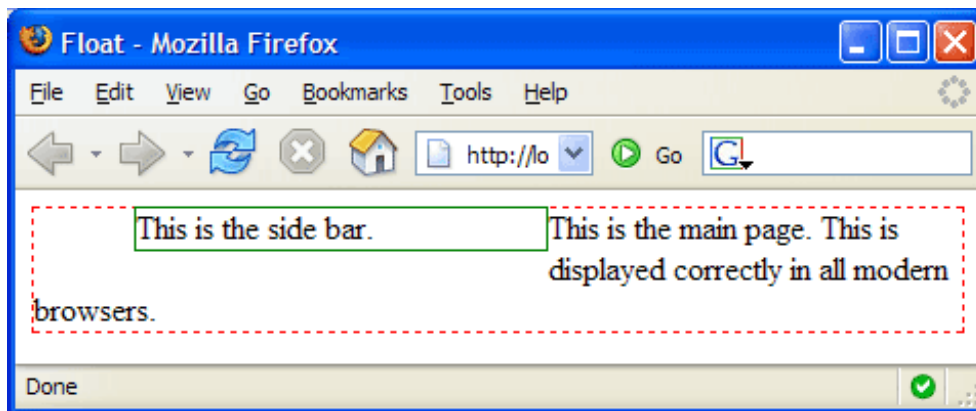 Float - Mozilla Firefox
File Edit View Go Bookmarks Tools Help
http://lo Go G
This is the side bar.
This is the main page. This is
displayed correctly in all modern
browsers.
Done